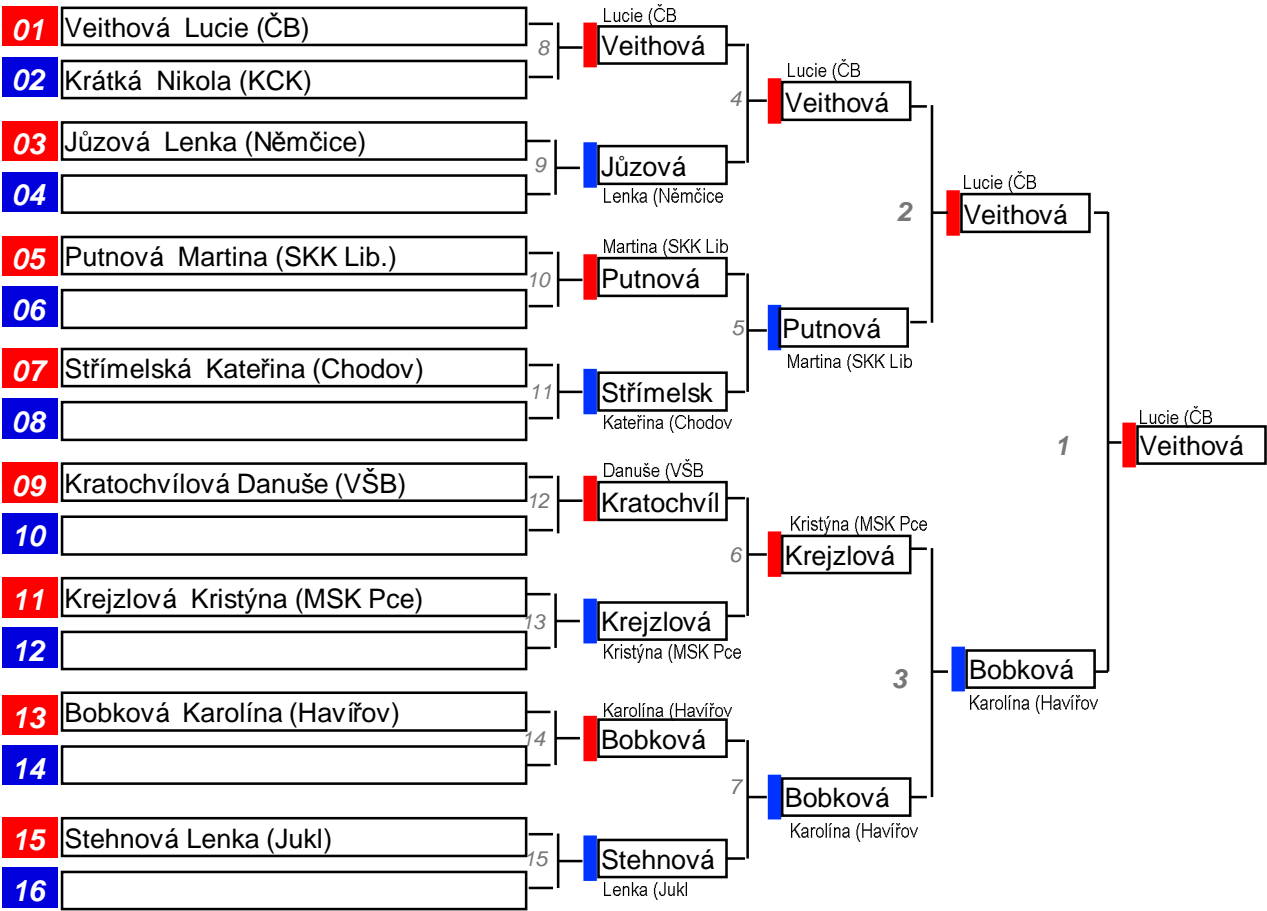 01 Veithová Lucie (ČB)
02 Krátká Nikola (KCK)
03 Jůzová Lenka (Němčice)
04
05 Putnová Martina (SKK Lib.)
06
07 Střímelská Kateřina (Chodov)
08
09 Kratochvílová Danuše (VŠB)
10
11 Krejzlová Kristýna (MSK Pce)
12
13 Bobková Karolína (Havířov)
14
15 Stehnová Lenka (Jukl)
16
8
9
10
11
12
13
14
15
Lucie (ČB
Veithová
Jůzová
Lenka (Němčice
Martina (SKK Lib
Putnová
Střímelsk
Kateřina (Chodov
Danuše (VŠB
Kratochvíl
Krejzlová
Kristýna (MSK Pce
Karolína (Havířov
Bobková
Stehnová
Lenka (Jukl
4
5
6
7
Lucie (ČB
Veithová
Putnová
Martina (SKK Lib
Kristýna (MSK Pce
Krejzlová
Bobková
Karolína (Havířov
2
3
Lucie (ČB
Veithová
Bobková
Karolína (Havířov
1
Lucie (ČB
Veithová